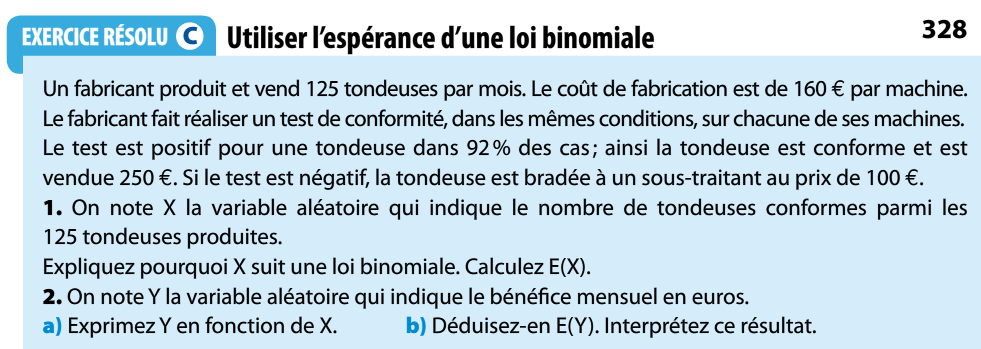 EXERCICE RÉSOLU C Utiliser l’espérance d’une loi binomiale 328
Un fabricant produit et vend 125 tondeuses par mois. Le coût de fabrication est de 160 € par machine.
Le fabricant fait réaliser un test de conformité, dans les mêmes conditions, sur chacune de ses machines.
Le test est positif pour une tondeuse dans 92 % des cas ; ainsi la tondeuse est conforme et est
vendue 250 €. Si le test est négatif, la tondeuse est bradée à un sous-traitant au prix de 100 €.
1. On note X la variable aléatoire qui indique le nombre de tondeuses conformes parmi les
125 tondeuses produites.
Expliquez pourquoi X suit une loi binomiale. Calculez E(X).
2. On note Y la variable aléatoire qui indique le bénéfice mensuel en euros.
a) Exprimez Y en fonction de X. b) Déduisez-en E(Y). Interprétez ce résultat.